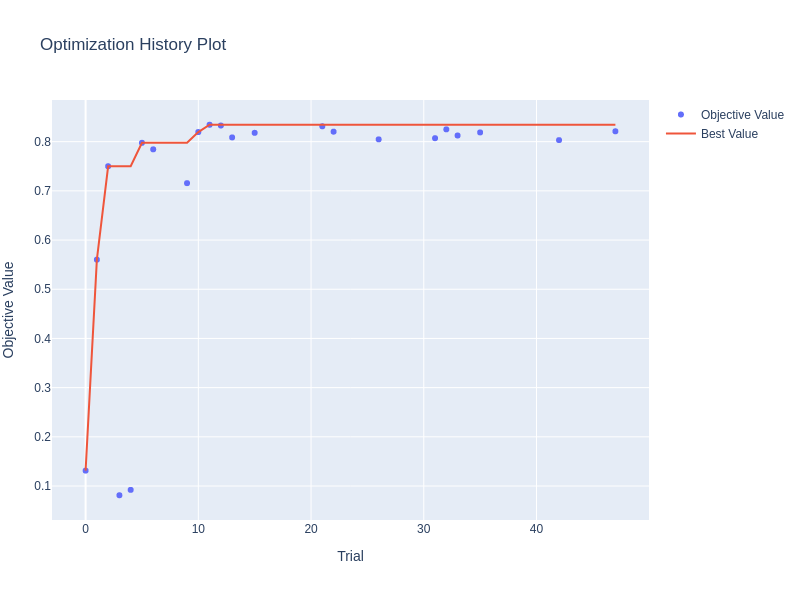 Optimization History Plot
Objective Value
Best Value
0.8
0.7
0.6
0.5
0.4
0.3
0.2
0.1
Objective Value
0 10 20 30 40
Trial